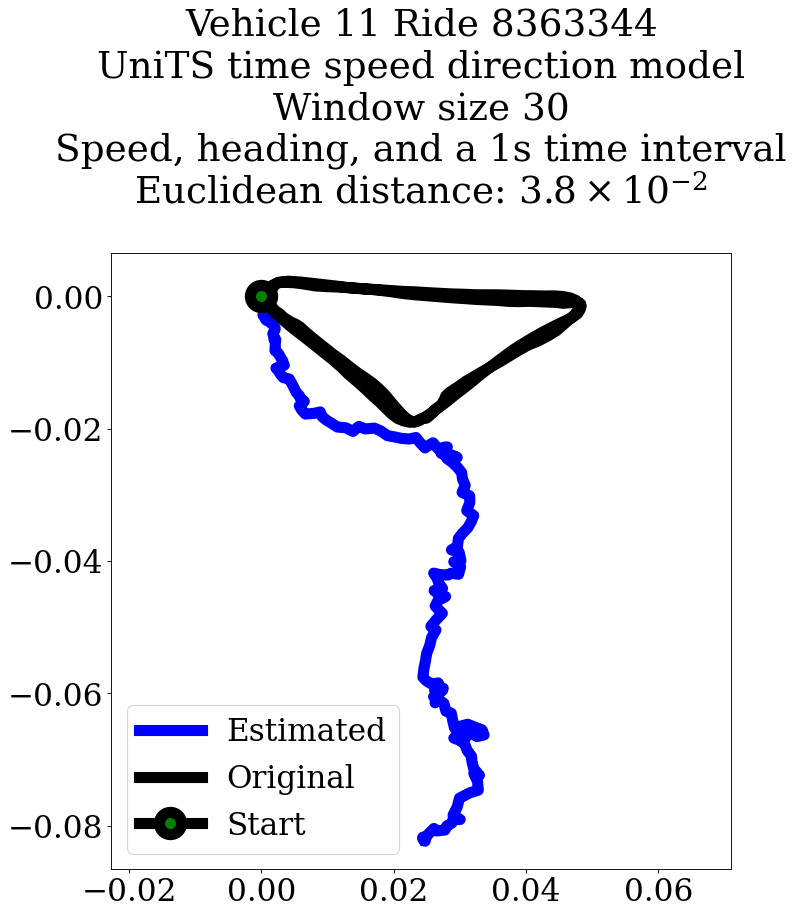 Vehicle 11 Ride 8363344
UniTS time speed direction model
Window size 30
Speed, heading, and a 1s time interval
Euclidean distance: 3.8 × 10⁻²
0.00
−0.02
−0.04
−0.06
−0.08
Estimated
Original
Start
−0.02 0.00 0.02 0.04 0.06